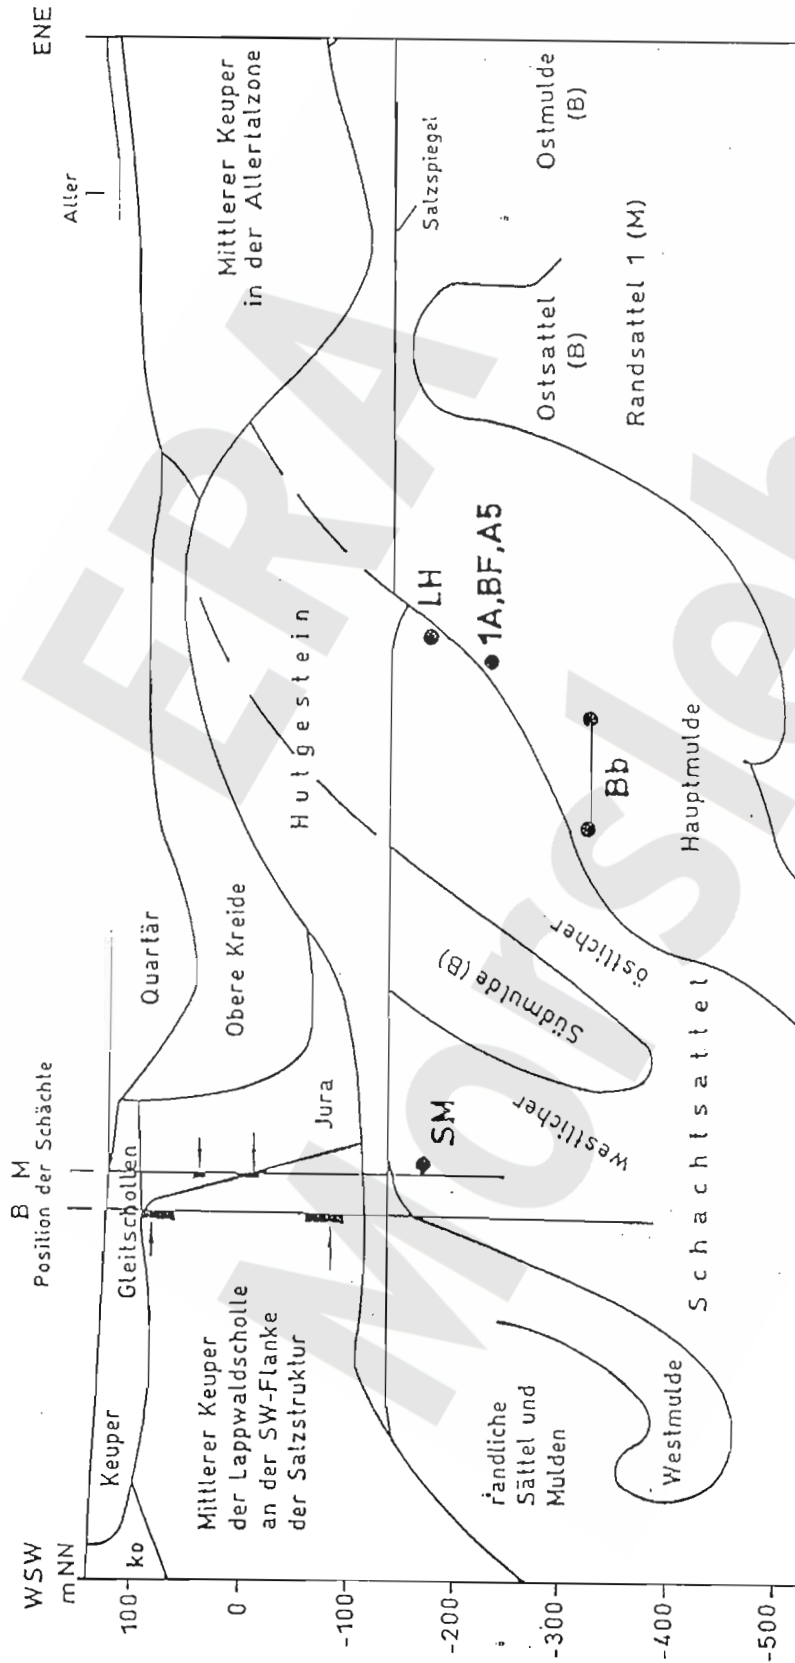 WSW
ENE
m NN
B M
Position der Schächte
Aller
Keuper
Gleitschollen
Quartär
ko
Mittlerer Keuper
der Lappwaldscholle
an der SW-Flanke
der Salzstruktur
Jura
Obere Kreide
Hutgestein
Mittlerer Keuper
in der Allertalzone
Salzspiegel
SM
LH
1A,BF,A5
Bb
randliche
Sättel und
Mulden
Westmulde
westlicher
Südmulde (B)
östlicher
Schachtsattel
Hauptmulde
Ostsattel
(B)
Randsattel 1 (M)
Ostmulde
(B)
100
0
-100
-200
-300
-400
-500
ERA
Morsleb